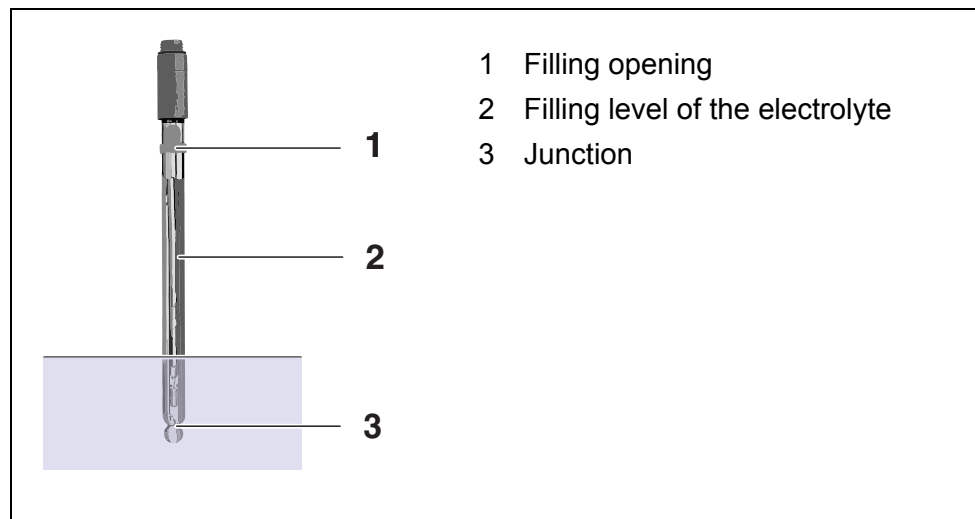 1 Filling opening
2 Filling level of the electrolyte
3 Junction
1
2
3